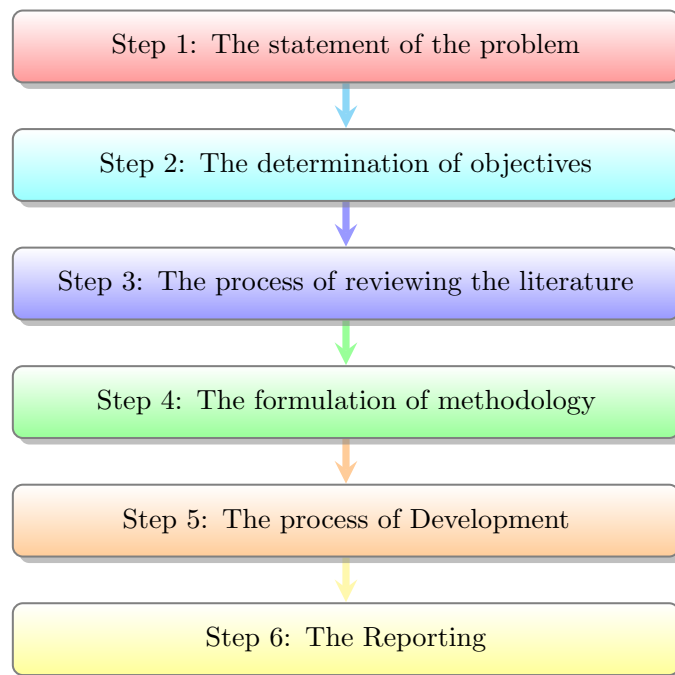 Step 1: The statement of the problem
Step 2: The determination of objectives
Step 3: The process of reviewing the literature
Step 4: The formulation of methodology
Step 5: The process of Development
Step 6: The Reporting